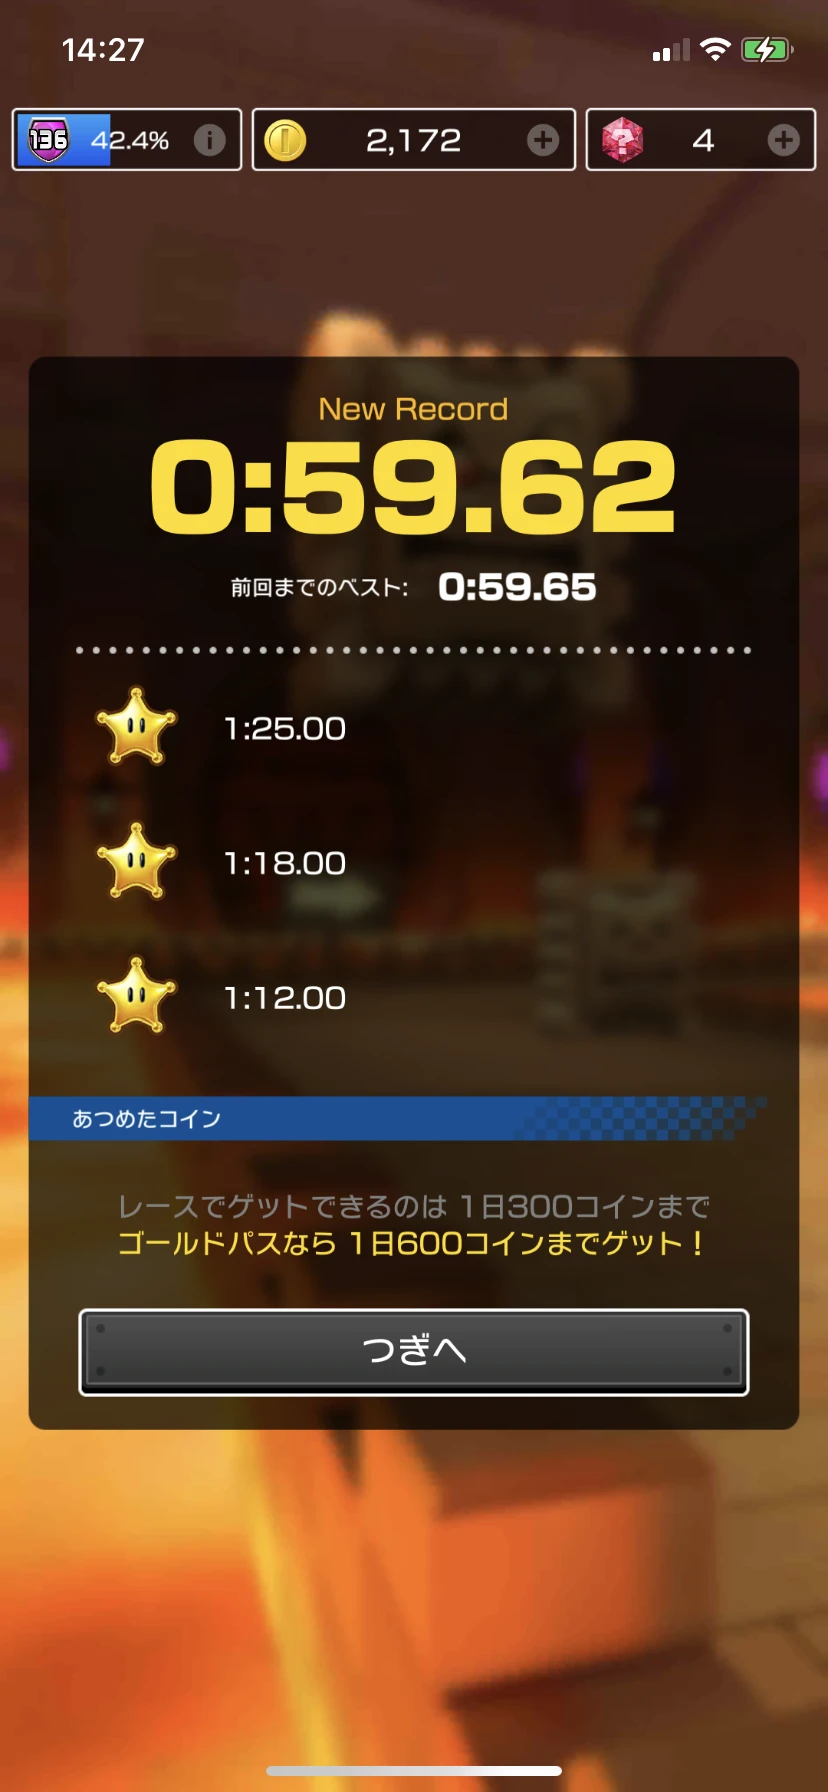 14:27
136 42.4% i 2,172 + ? 4 +
New Record
0:59.62
前回までのベスト: 0:59.65
1:25.00
1:18.00
1:12.00
あつめたコイン
レースでゲットできるのは 1日300コインまで
ゴールドパスなら 1日600コインまでゲット！
つぎへ